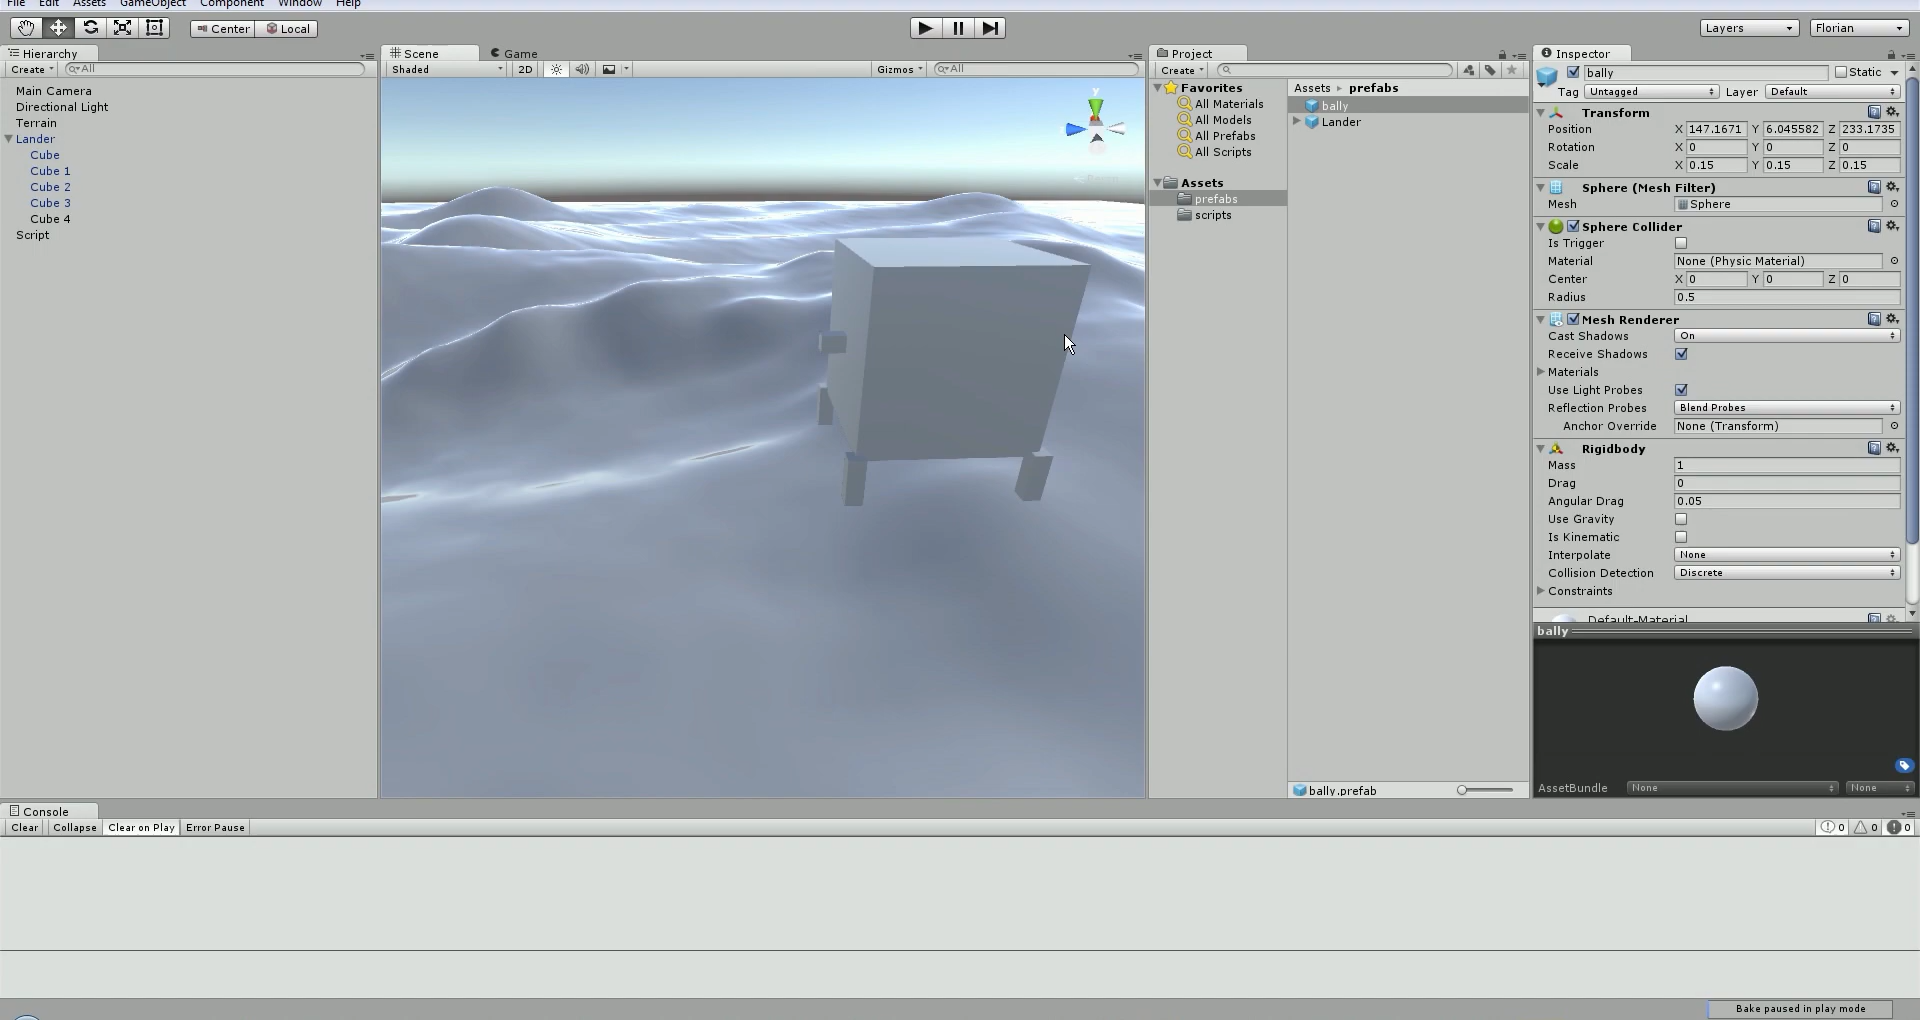 File Edit Assets GameObject Component Window Help
Center Local
Layers Florian
Hierarchy
Create All
Main Camera
Directional Light
Terrain
Lander
Cube
Cube 1
Cube 2
Cube 3
Cube 4
Script
Scene Game
Shaded 2D Gizmos All
y
Project
Create
Favorites
All Materials
All Models
All Prefabs
All Scripts
Assets
prefabs
scripts
Assets prefabs
bally
Lander
bally.prefab
Inspector
bally Static
Tag Untagged Layer Default
Transform
Position X 147.1671 Y 6.045582 Z 233.1735
Rotation X 0 Y 0 Z 0
Scale X 0.15 Y 0.15 Z 0.15
Sphere (Mesh Filter)
Mesh Sphere
Sphere Collider
Is Trigger
Material None (Physic Material)
Center X 0 Y 0 Z 0
Radius 0.5
Mesh Renderer
Cast Shadows On
Receive Shadows
Materials
Use Light Probes
Reflection Probes Blend Probes
Anchor Override None (Transform)
Rigidbody
Mass 1
Drag 0
Angular Drag 0.05
Use Gravity
Is Kinematic
Interpolate None
Collision Detection Discrete
Constraints
Default-Material
bally
AssetBundle None None
Console
Clear Collapse Clear on Play Error Pause 0 0 0
Bake paused in play mode